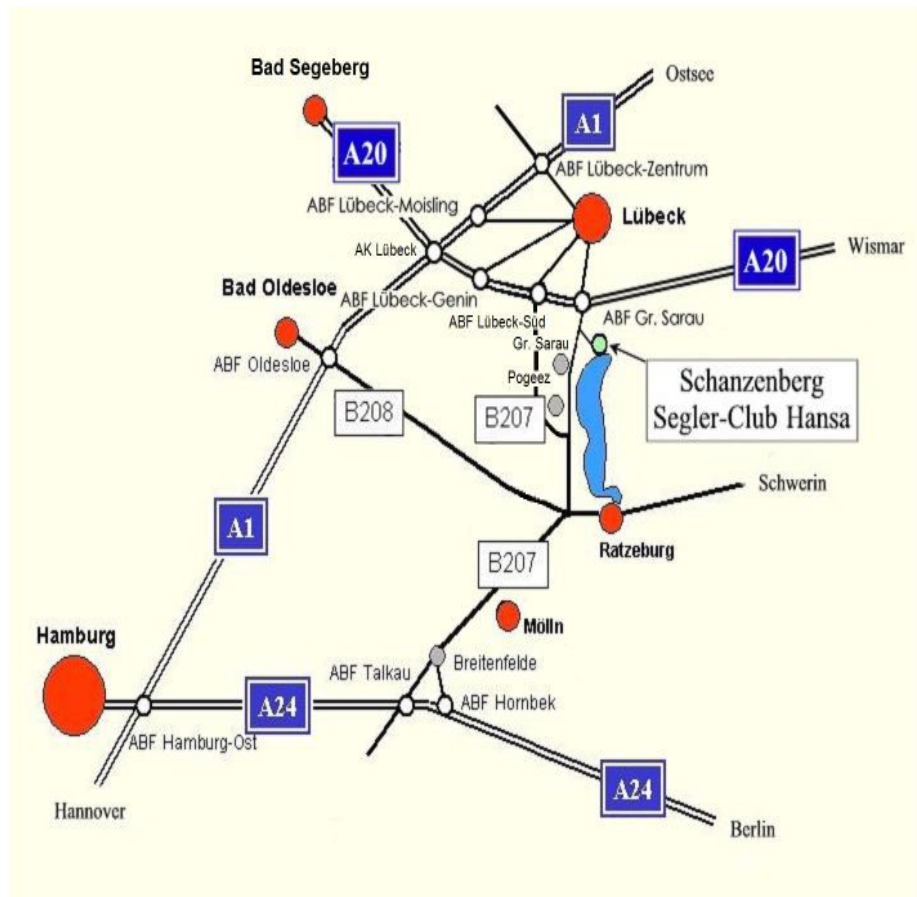 Bad Segeberg
Ostsee
A1
A20
ABF Lübeck-Zentrum
ABF Lübeck-Moisling
Lübeck
AK Lübeck
Wismar
A20
Bad Oldesloe
ABF Lübeck-Genin
ABF Lübeck-Süd
ABF Gr. Sarau
Gr. Sarau
ABF Oldesloe
Pogeez
Schanzenberg
Segler-Club Hansa
B208
B207
Schwerin
A1
Ratzeburg
B207
Mölln
Hamburg
Breitenfelde
ABF Talkau
ABF Hornbek
A24
ABF Hamburg-Ost
A24
Hannover
Berlin